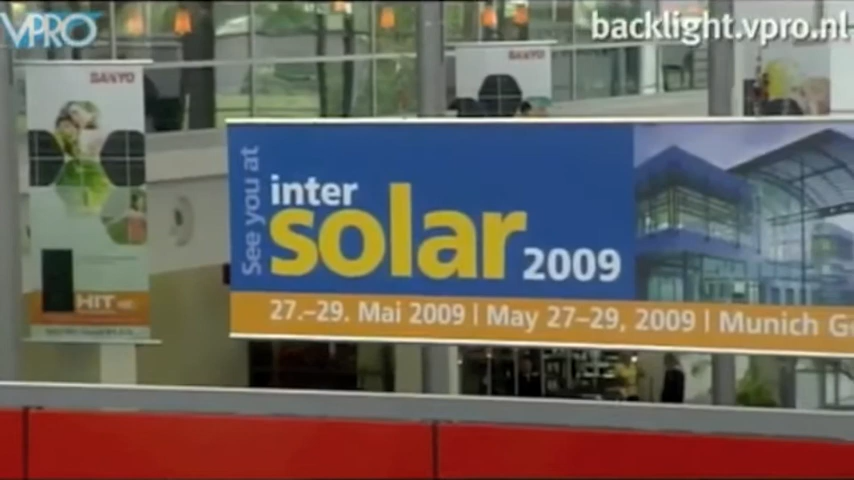 VPRO
backlight.vpro.nl
SANYO
SANYO
See you at
inter
solar 2009
27.–29. Mai 2009 | May 27–29, 2009 | Munich Ge
HIT